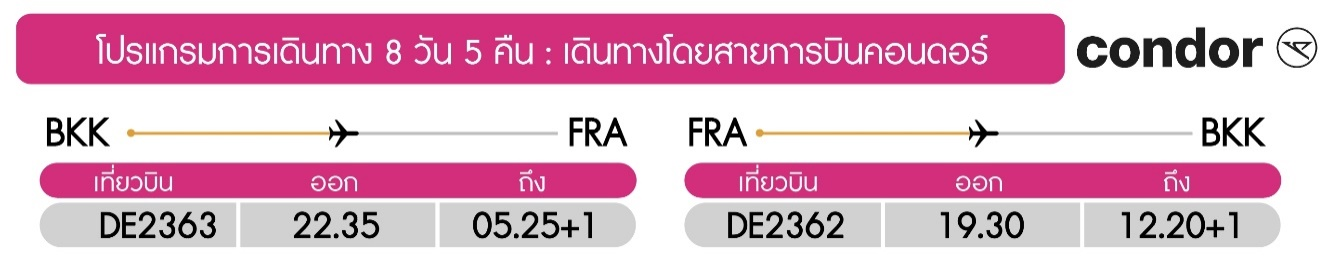 โปรแกรมการเดินทาง 8 วัน 5 คืน : เดินทางโดยสายการบินคอนดอร์
condor
BKK FRA
เที่ยวบิน ออก ถึง
DE2363 22.35 05.25+1
FRA BKK
เที่ยวบิน ออก ถึง
DE2362 19.30 12.20+1